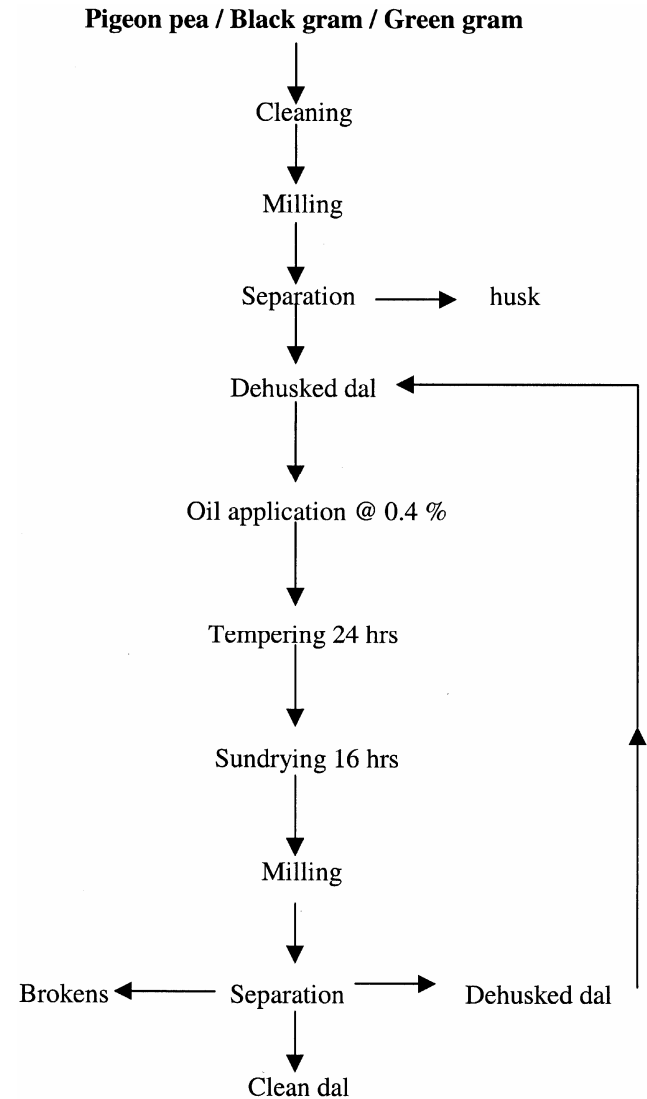 Pigeon pea / Black gram / Green gram
Cleaning
Milling
Separation husk
Dehusked dal
Oil application @ 0.4 %
Tempering 24 hrs
Sundrying 16 hrs
Milling
Brokens Separation Dehusked dal
Clean dal